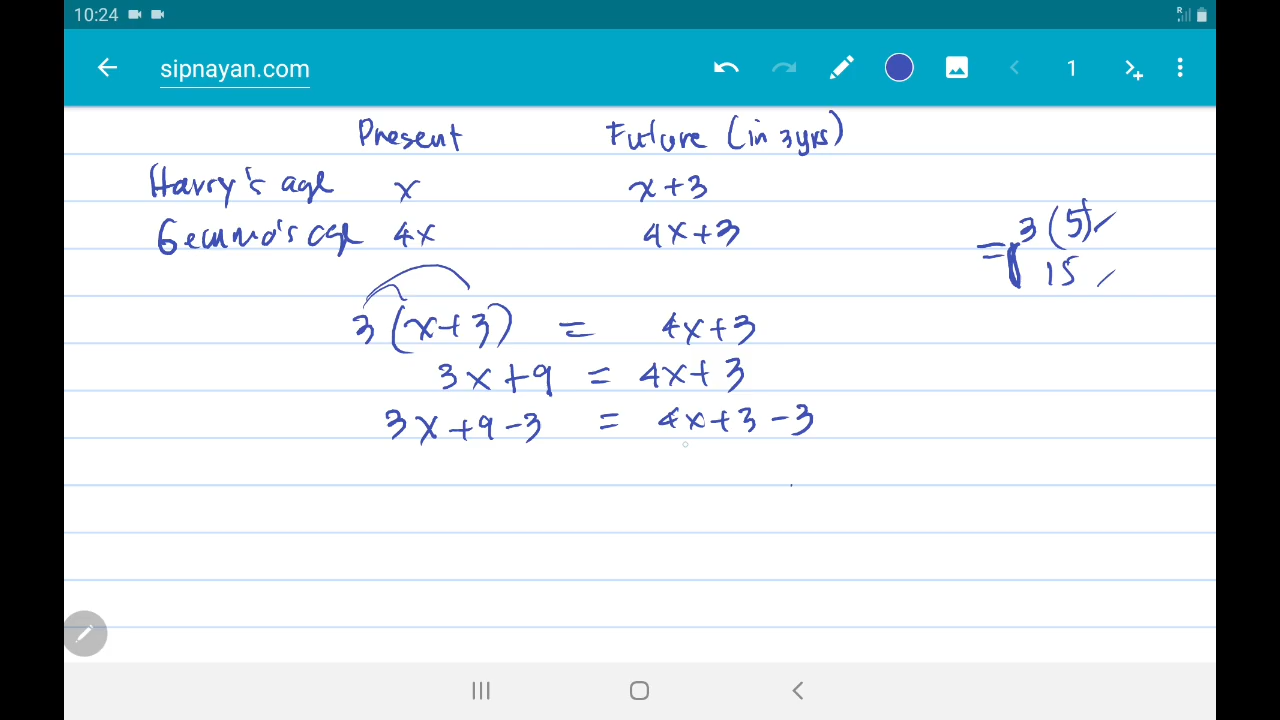 10:24
sipnayan.com
1
Present Future (in 3yrs)
Harry's age x x+3
Gemma's age 4x 4x+3
= 3(5)
15
3(x+3) = 4x+3
3x+9 = 4x+3
3x+9-3 = 4x+3-3